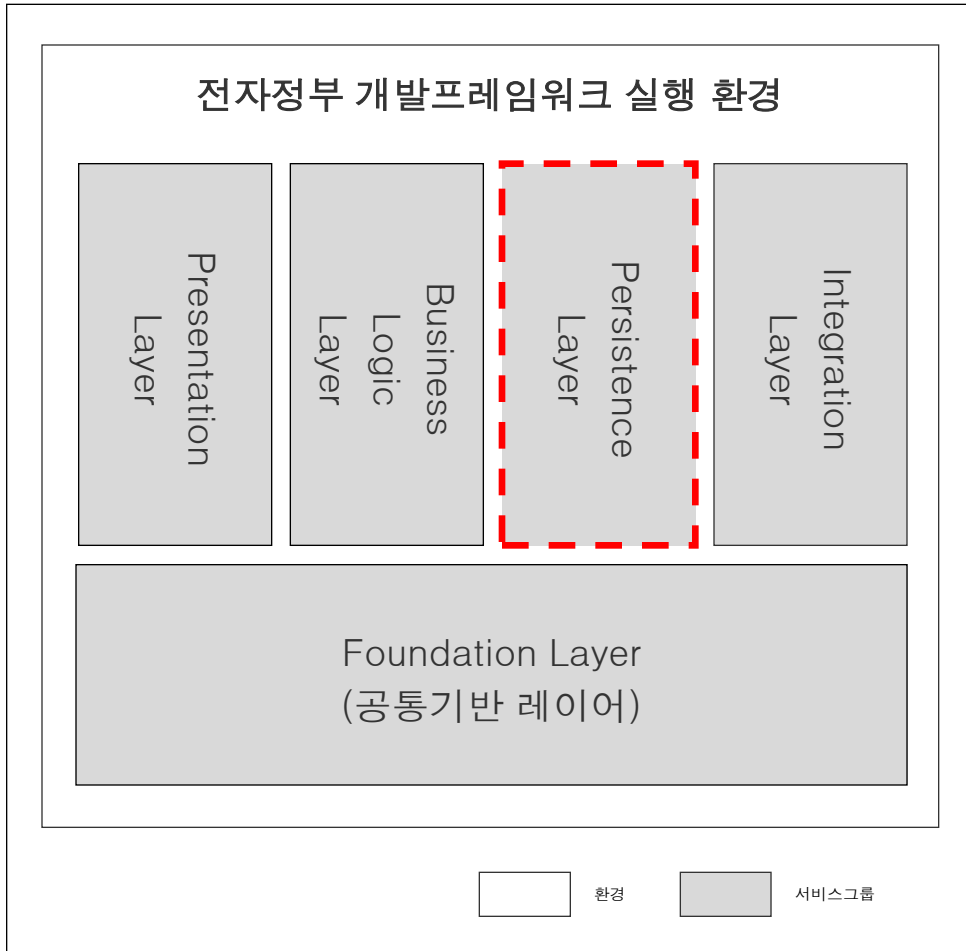 전자정부 개발프레임워크 실행 환경
Presentation
Layer
Business
Logic
Layer
Persistence
Layer
Integration
Layer
Foundation Layer
(공통기반 레이어)
환경
서비스그룹